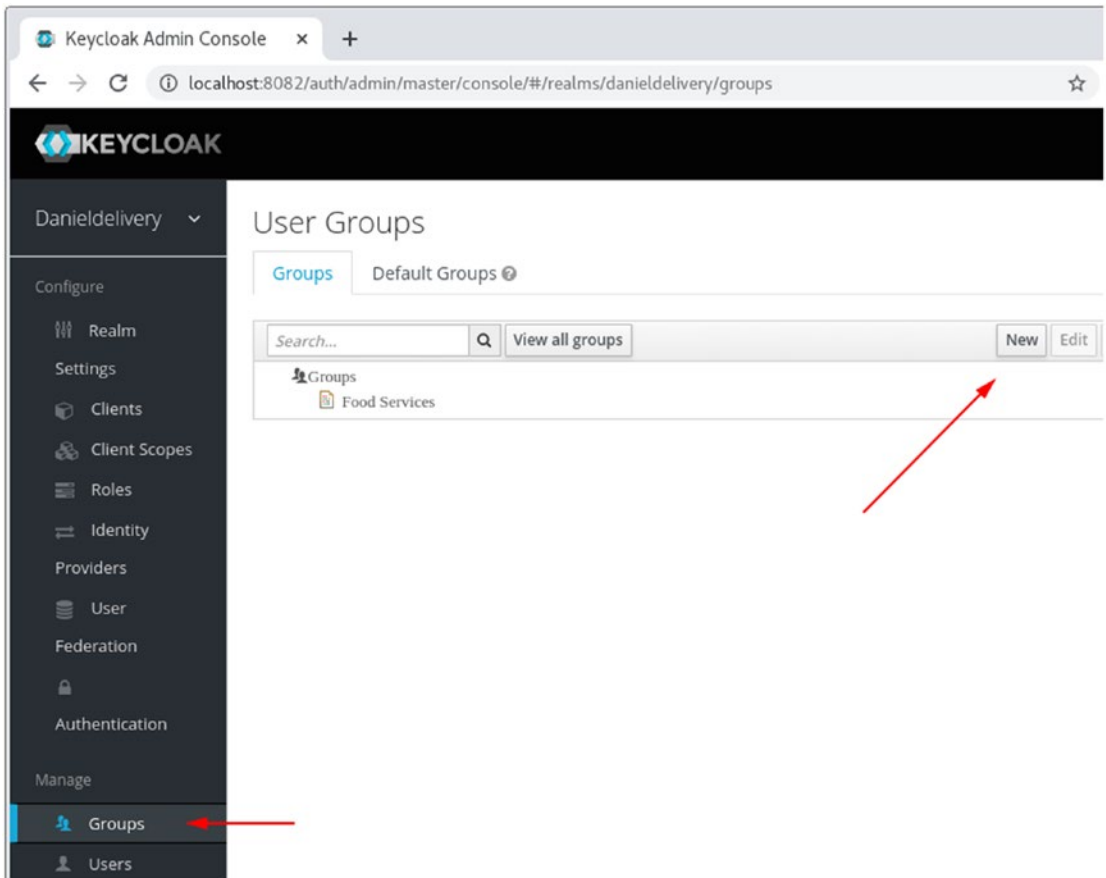 Keycloak Admin Console
localhost:8082/auth/admin/master/console/#/realms/danieldelivery/groups
KEYCLOAK
Danieldelivery
Configure
Realm
Settings
Clients
Client Scopes
Roles
Identity
Providers
User
Federation
Authentication
Manage
Groups
Users
User Groups
Groups Default Groups
Search... View all groups New Edit
Groups
Food Services